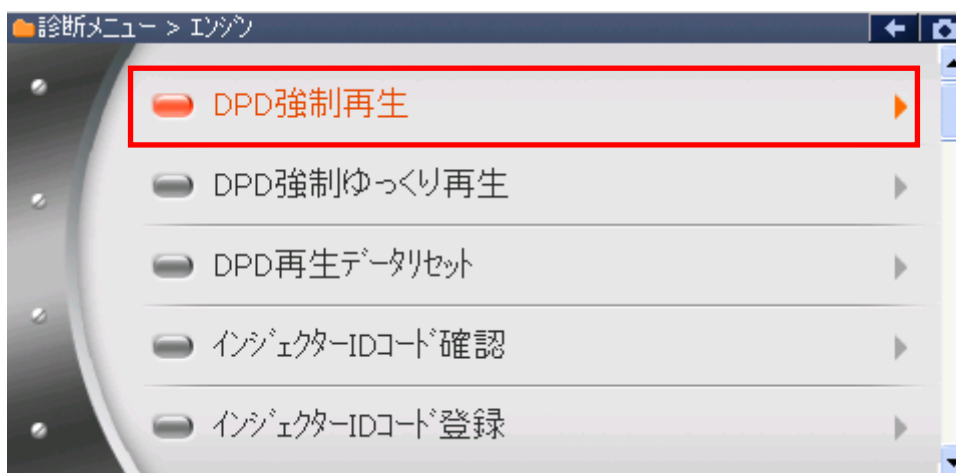 診断メニュー > ｴﾝｼﾞﾝ
DPD強制再生
DPD強制ゆっくり再生
DPD再生ﾃﾞｰﾀﾘｾｯﾄ
ｲﾝｼﾞｪｸﾀｰIDｺｰﾄﾞ確認
ｲﾝｼﾞｪｸﾀｰIDｺｰﾄﾞ登録